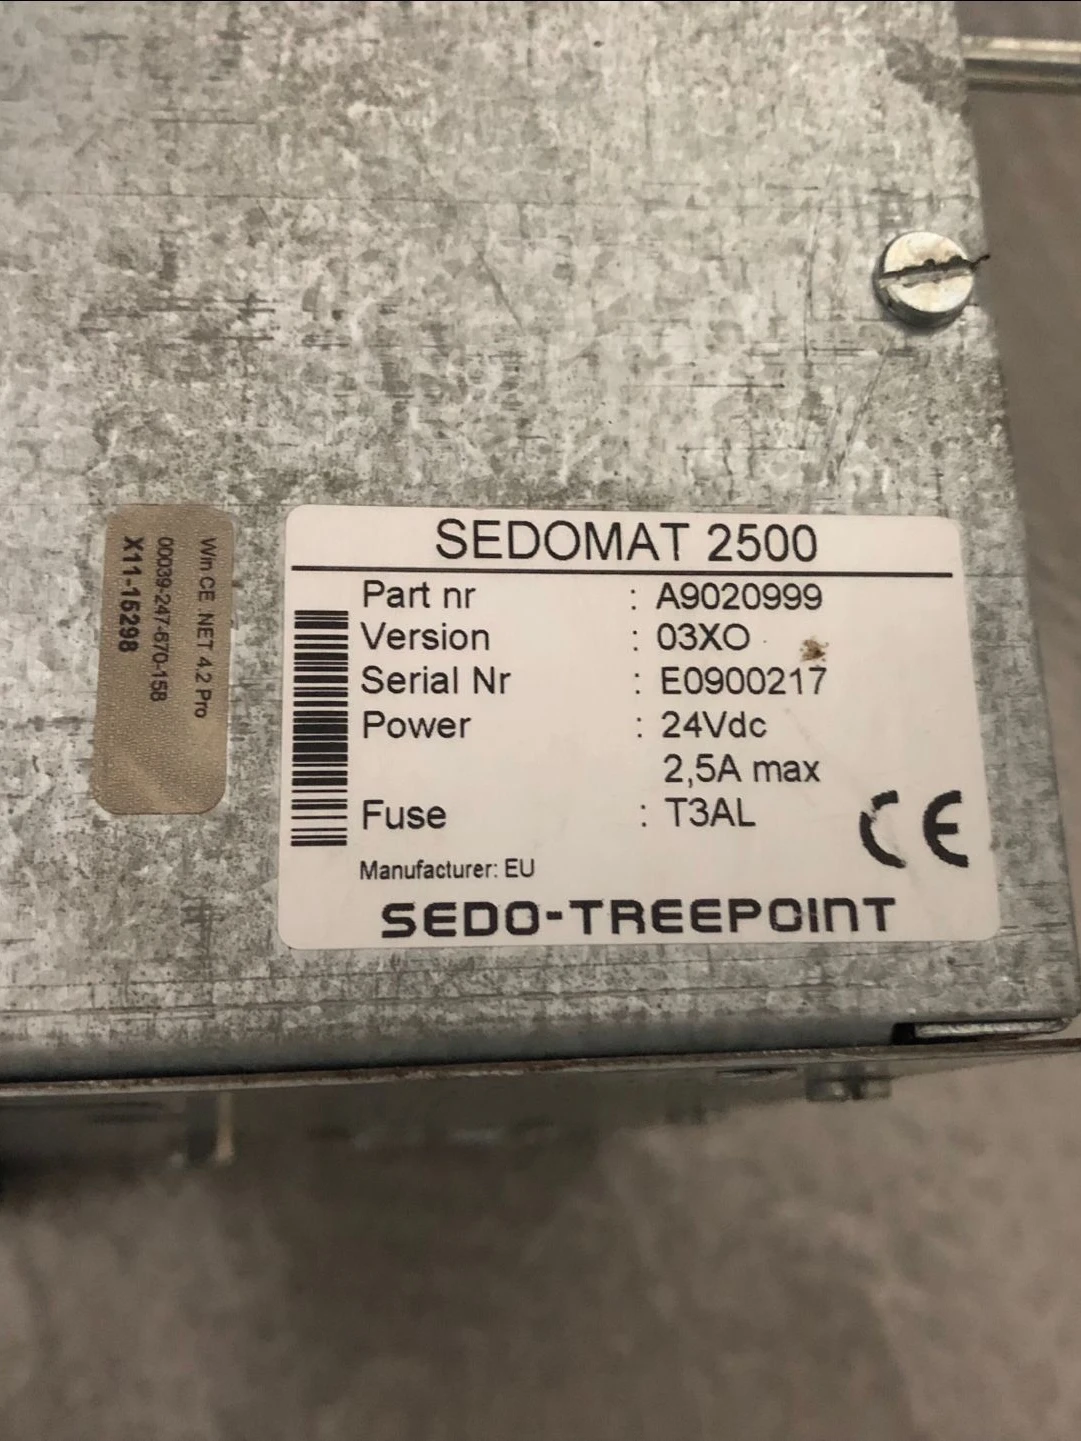 SEDOMAT 2500
Part nr : A9020999
Version : 03XO
Serial Nr : E0900217
Power : 24Vdc
2,5A max
Fuse : T3AL
Manufacturer: EU
CE
SEDO-TREEPOINT
Win CE .NET 4.2 Pro
00039-247-670-158
X11-15298